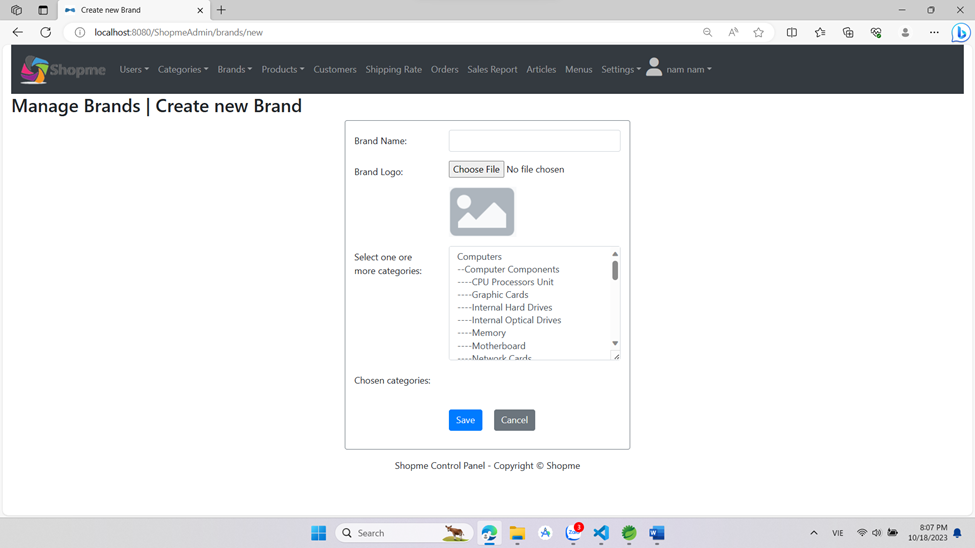 Create new Brand
localhost:8080/ShopmeAdmin/brands/new
Shopme Users Categories Brands Products Customers Shipping Rate Orders Sales Report Articles Menus Settings nam nam
Manage Brands | Create new Brand
Brand Name:
Brand Logo: Choose File No file chosen
Select one ore
more categories:
Computers
--Computer Components
----CPU Processors Unit
----Graphic Cards
----Internal Hard Drives
----Internal Optical Drives
----Memory
----Motherboard
----Network Cards
Chosen categories:
Save Cancel
Shopme Control Panel - Copyright © Shopme
Search 3 VIE 8:07 PM
10/18/2023